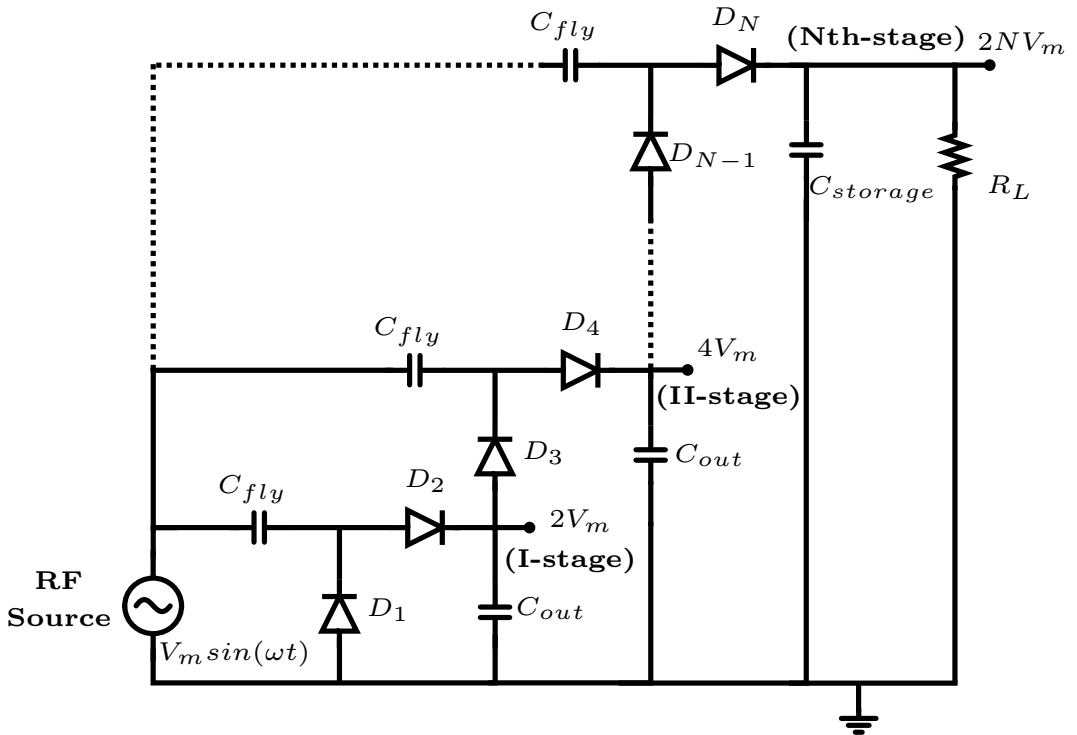 C_{fly}
D_N
(Nth-stage) 2NV_m
D_{N-1}
C_{storage}
R_L
C_{fly}
D_4
4V_m
(II-stage)
C_{fly}
D_2
D_3
C_{out}
2V_m
(I-stage)
RF
Source
D_1
C_{out}
V_m sin(ωt)